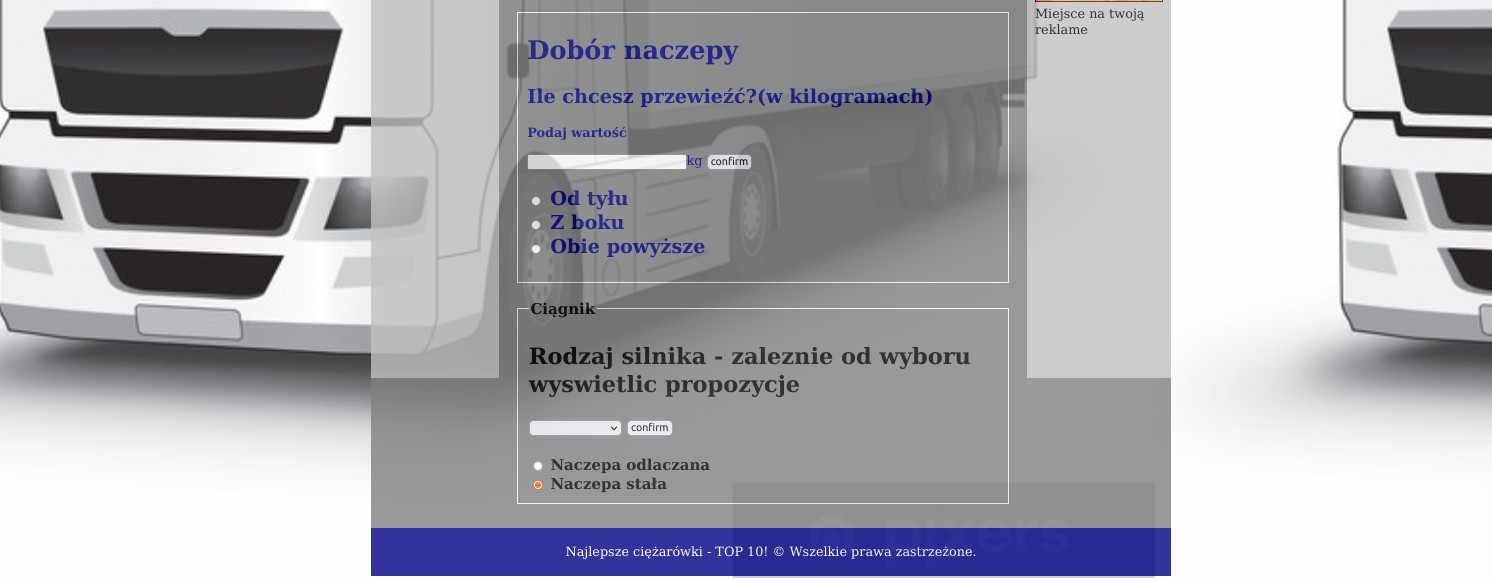 Miejsce na twoją
reklame
Dobór naczepy
Ile chcesz przewieźć?(w kilogramach)
Podaj wartość
kg confirm
Od tyłu
Z boku
Obie powyższe
Ciągnik
Rodzaj silnika - zaleznie od wyboru
wyswietlic propozycje
confirm
Naczepa odlaczana
Naczepa stała
pixers
Najlepsze ciężarówki - TOP 10! © Wszelkie prawa zastrzeżone.